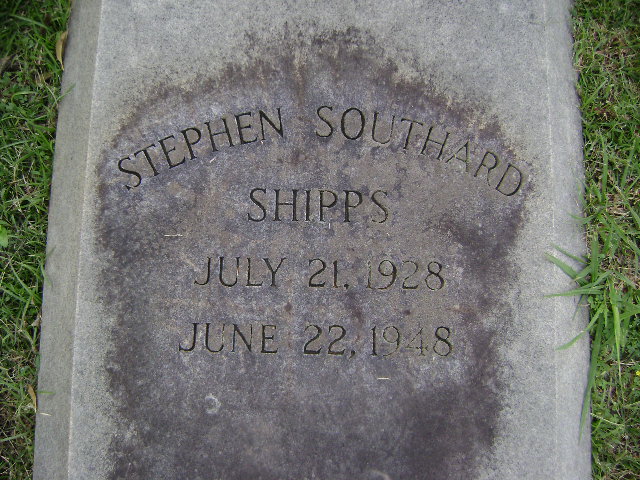 STEPHEN SOUTHARD
SHIPPS
JULY 21, 1928
JUNE 22, 1948